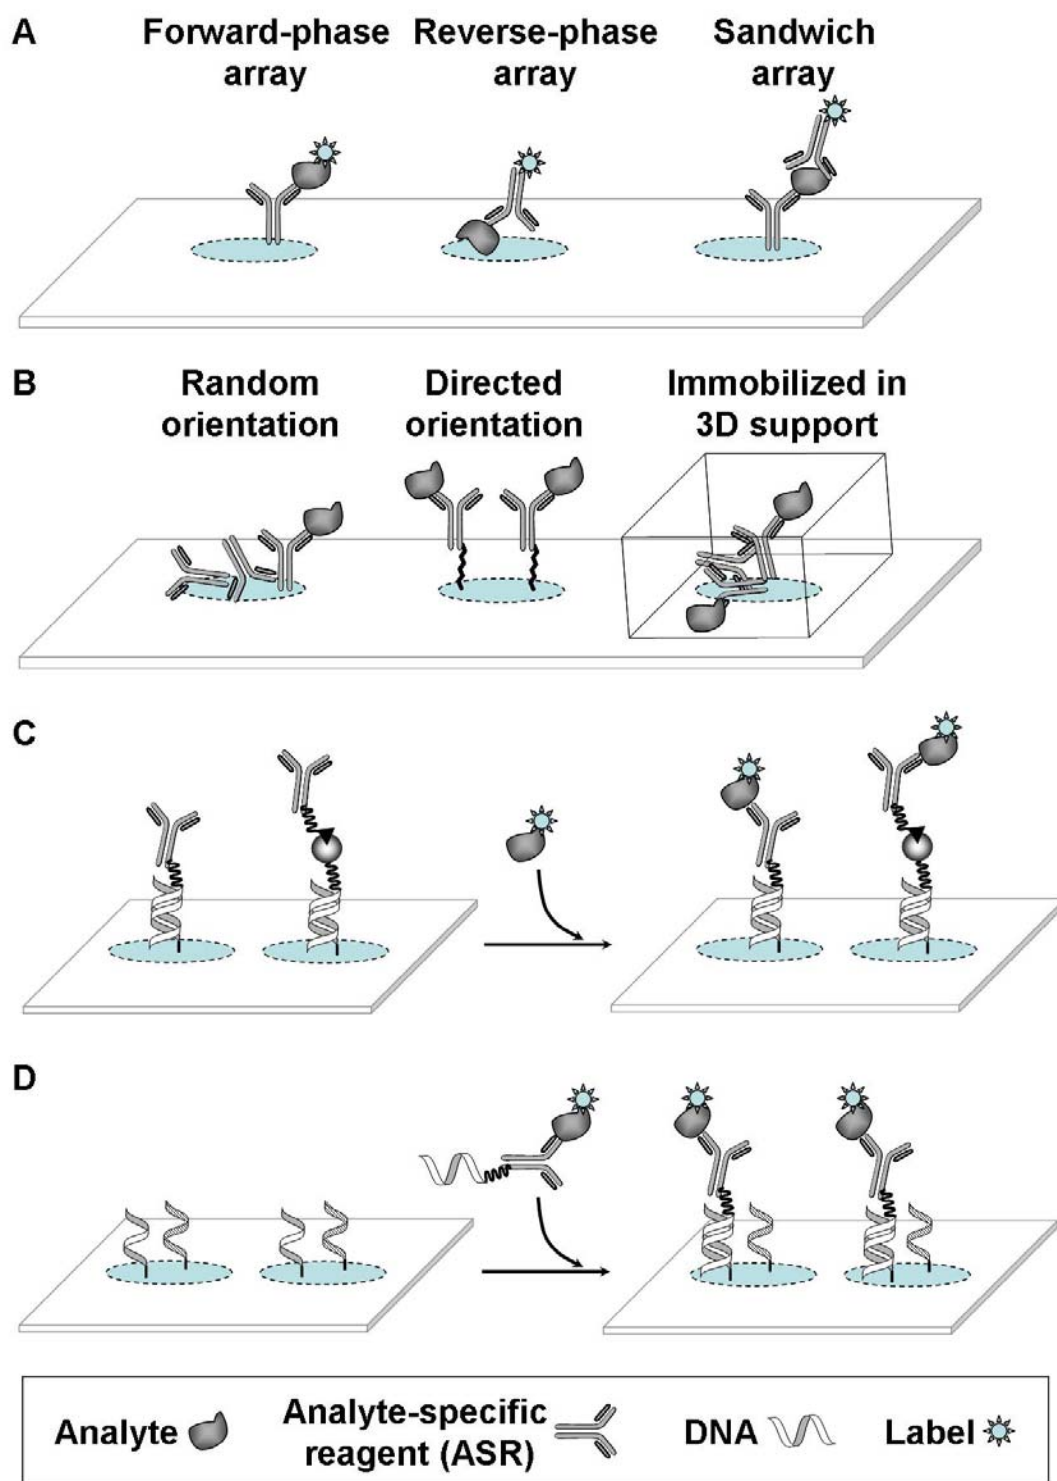 A
Forward-phase
array
Reverse-phase
array
Sandwich
array
B
Random
orientation
Directed
orientation
Immobilized in
3D support
C
D
Analyte
Analyte-specific
reagent (ASR)
DNA
Label